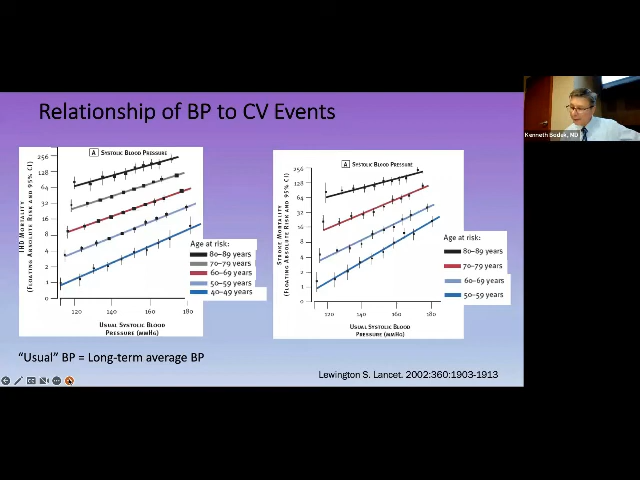 Relationship of BP to CV Events
A Systolic Blood Pressure
256
128
64
32
16
8
4
2
1
0
IHD Mortality
(Floating Absolute Risk and 95% CI)
120
140
160
180
Usual Systolic Blood
Pressure (mmHg)
Age at risk:
80–89 years
70–79 years
60–69 years
50–59 years
40–49 years
A Systolic Blood Pressure
256
128
64
32
16
8
4
2
1
0
Stroke Mortality
(Floating Absolute Risk and 95% CI)
120
140
160
180
Usual Systolic Blood
Pressure (mmHg)
Age at risk:
80–89 years
70–79 years
60–69 years
50–59 years
"Usual" BP = Long-term average BP
Lewington S. Lancet. 2002:360:1903-1913